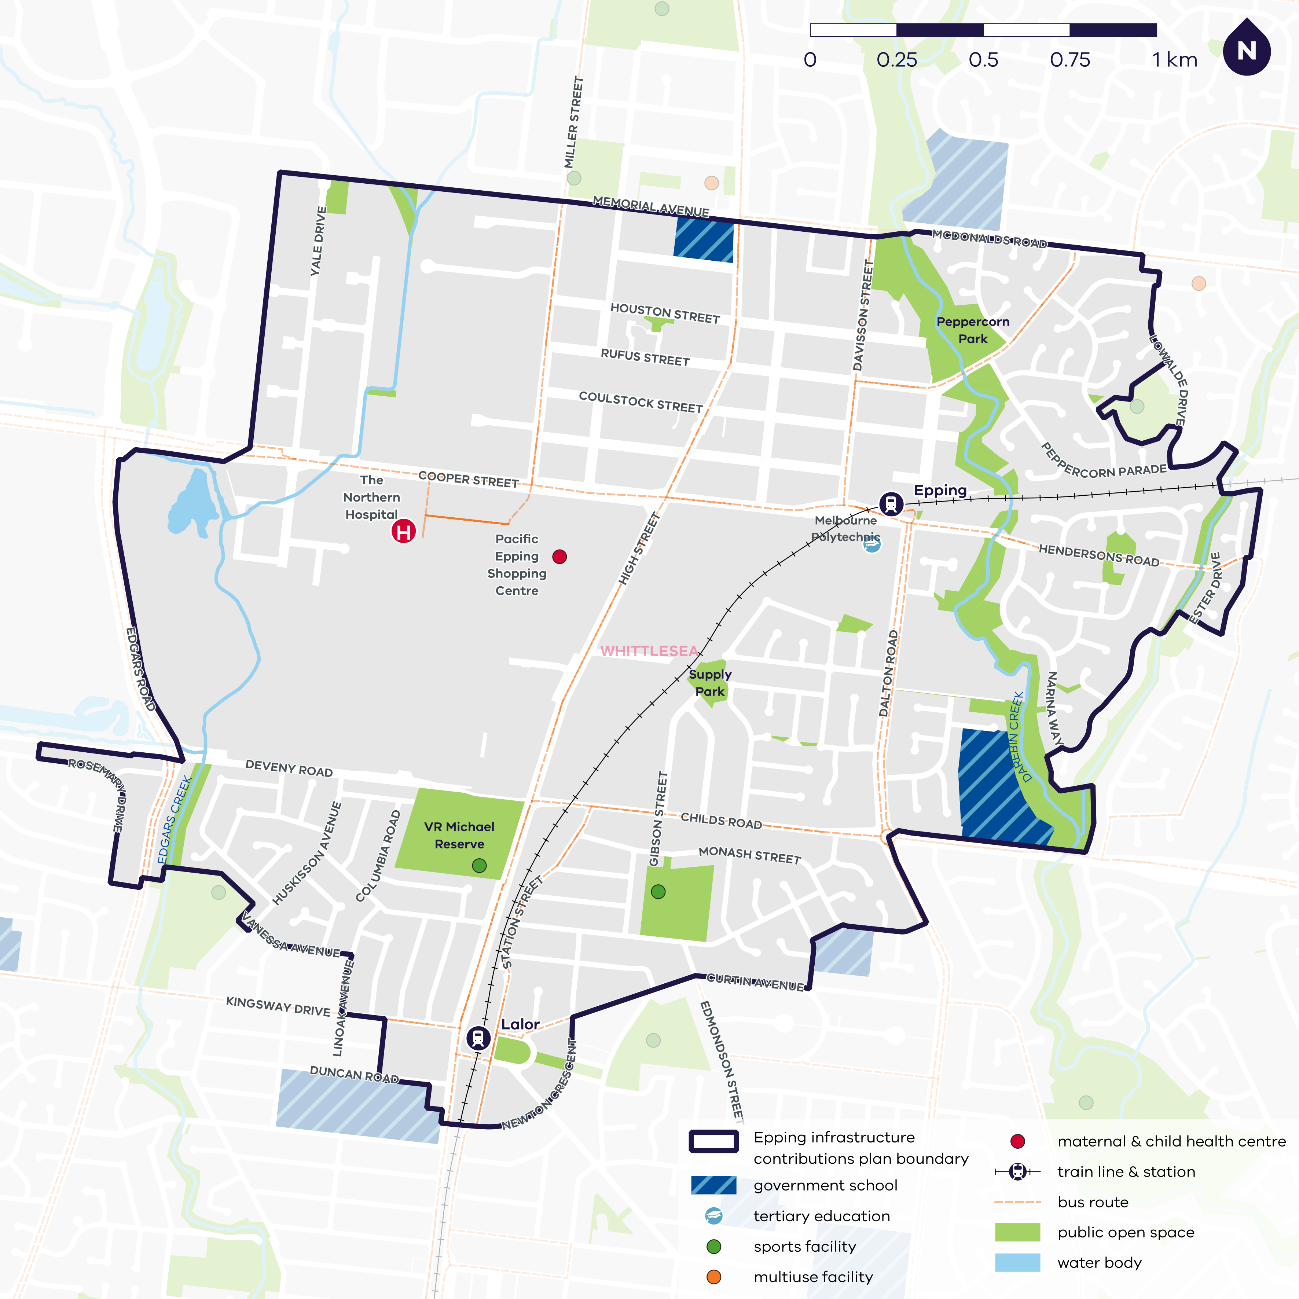 0 0.25 0.5 0.75 1 km
N
MILLER STREET
MEMORIAL AVENUE
MCDONALDS ROAD
YALE DRIVE
DAVISSON STREET
HOUSTON STREET
Peppercorn
Park
LOWALDE DRIVE
RUFUS STREET
COULSTOCK STREET
PEPPERCORN PARADE
COOPER STREET
The
Northern
Hospital
H
Epping
Melbourne
Polytechnic
Pacific
Epping
Shopping
Centre
HIGH STREET
HENDERSONS ROAD
ESTER DRIVE
EDGARS ROAD
WHITTLESEA
DALTON ROAD
Supply
Park
NARINA WAY
DAREBIN CREEK
ROSEMARY DRIVE
DEVENY ROAD
EDGARS CREEK
HUSKISSON AVENUE
COLUMBIA ROAD
VR Michael
Reserve
GIBSON STREET
CHILDS ROAD
MONASH STREET
STATION STREET
VANESSA AVENUE
LINOAK AVENUE
KINGSWAY DRIVE
CURTIN AVENUE
Lalor
EDMONDSON STREET
DUNCAN ROAD
NEWTON CRESCENT
Epping infrastructure
contributions plan boundary
government school
tertiary education
sports facility
multiuse facility
maternal & child health centre
train line & station
bus route
public open space
water body